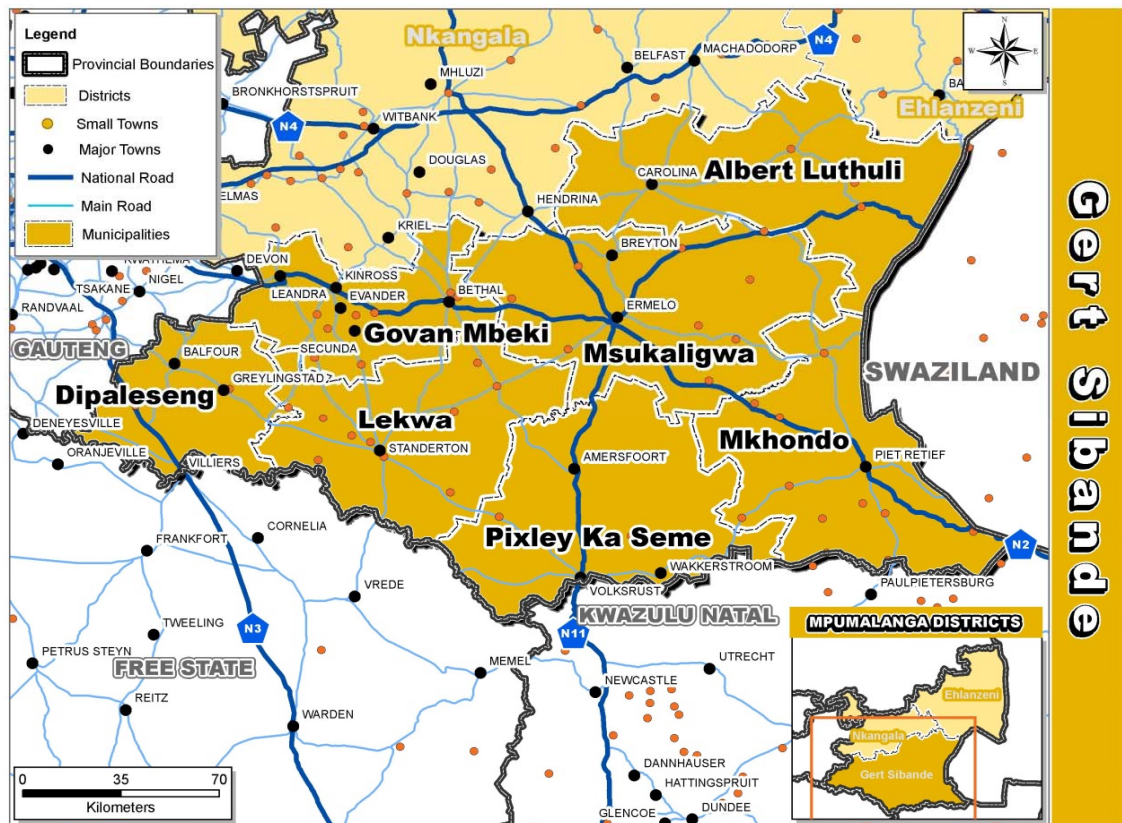 Legend
Provincial Boundaries
Districts
Small Towns
Major Towns
National Road
Main Road
Municipalities
Nkangala
N4
N
W
E
S
BELFAST
MACHADODORP
MHLUZI
BA
Ehlanzeni
BRONKHORSTSPRUIT
N4
WITBANK
DOUGLAS
CAROLINA
Albert Luthuli
ELMAS
HENDRINA
KRIEL
BREYTON
DEVON
KWATHEMA
NIGEL
TSAKANE
KINROSS
LEANDRA
EVANDER
BETHAL
ERMELO
RANDVAAL
GAUTENG
SECUNDA
Govan Mbeki
Msukaligwa
SWAZILAND
BALFOUR
GREYLINGSTAD
Dipaleseng
Lekwa
Mkhondo
DENEYESVILLE
ORANJEVILLE
VILLIERS
STANDERTON
AMERSFOORT
PIET RETIEF
CORNELIA
FRANKFORT
Pixley Ka Seme
N2
WAKKERSTROOM
VOLKSRUST
PAULPIETERSBURG
VREDE
KWAZULU NATAL
N3
N11
TWEELING
PETRUS STEYN
FREE STATE
MEMEL
UTRECHT
NEWCASTLE
REITZ
WARDEN
DANNHAUSER
HATTINGSPRUIT
GLENCOE
DUNDEE
0 35 70
Kilometers
MPUMALANGA DISTRICTS
Ehlanzeni
Nkangala
Gert Sibande
Gert Sibande